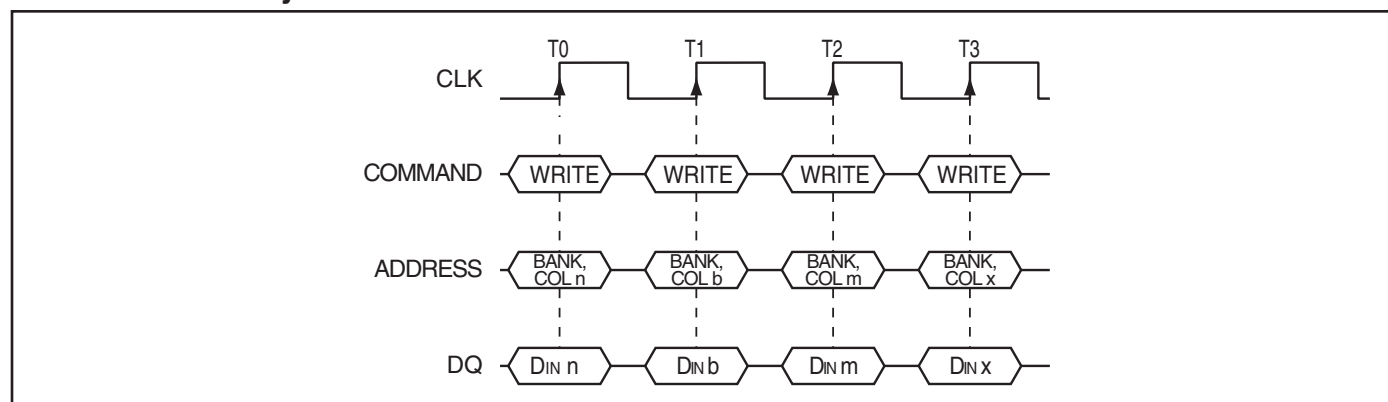 T0 T1 T2 T3
CLK
COMMAND WRITE WRITE WRITE WRITE
ADDRESS BANK, COL n BANK, COL b BANK, COL m BANK, COL x
DQ DIN n DIN b DIN m DIN x